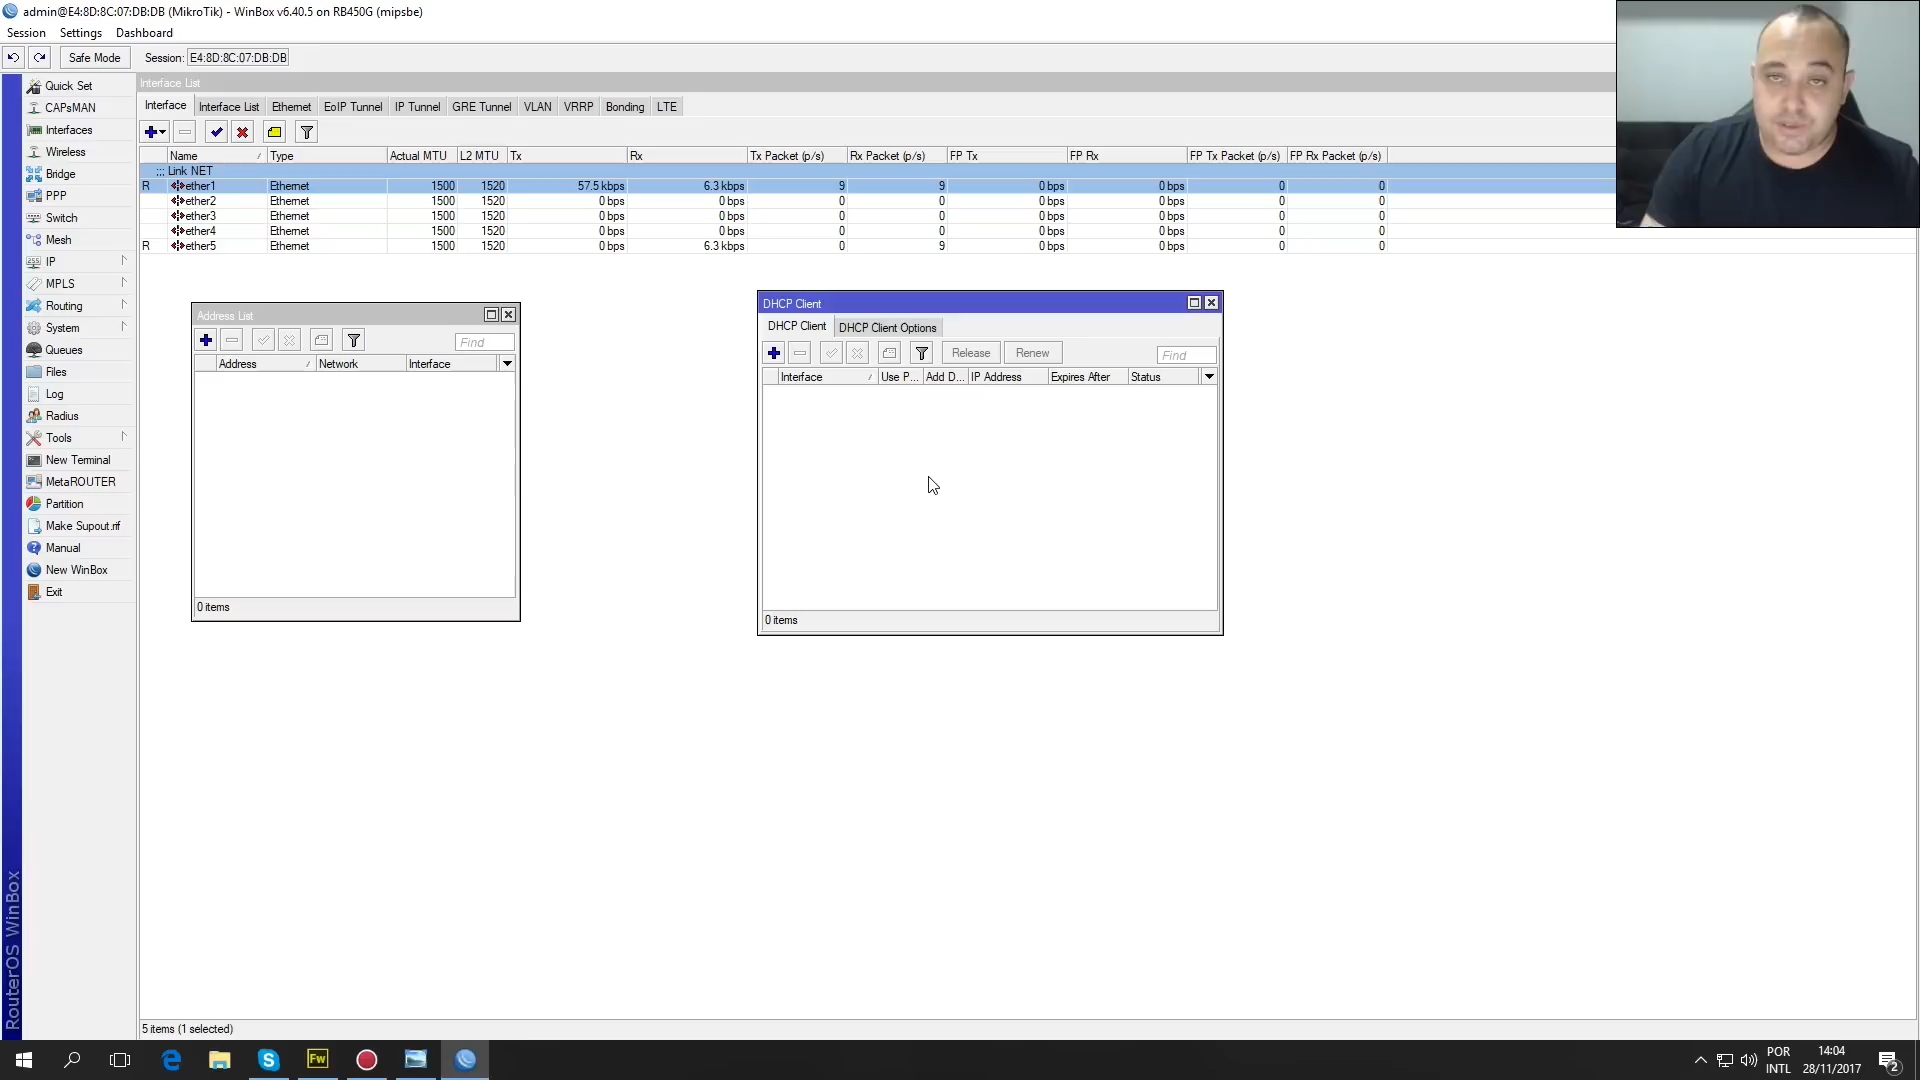 admin@E4:8D:8C:07:DB:DB (MikroTik) - WinBox v6.40.5 on RB450G (mipsbe)
Session Settings Dashboard
Safe Mode Session: E4:8D:8C:07:DB:DB
Interface List
Interface Interface List Ethernet EoIP Tunnel IP Tunnel GRE Tunnel VLAN VRRP Bonding LTE
Name Type Actual MTU L2 MTU Tx Rx Tx Packet (p/s) Rx Packet (p/s) FP Tx FP Rx FP Tx Packet (p/s) FP Rx Packet (p/s)
::: Link NET
R ether1 Ethernet 1500 1520 57.5 kbps 6.3 kbps 9 9 0 bps 0 bps 0 0
ether2 Ethernet 1500 1520 0 bps 0 bps 0 0 0 bps 0 bps 0 0
ether3 Ethernet 1500 1520 0 bps 0 bps 0 0 0 bps 0 bps 0 0
ether4 Ethernet 1500 1520 0 bps 0 bps 0 0 0 bps 0 bps 0 0
R ether5 Ethernet 1500 1520 0 bps 6.3 kbps 0 9 0 bps 0 bps 0 0
Quick Set
CAPsMAN
Interfaces
Wireless
Bridge
PPP
Switch
Mesh
IP
MPLS
Routing
System
Queues
Files
Log
Radius
Tools
New Terminal
MetaROUTER
Partition
Make Supout.rif
Manual
New WinBox
Exit
RouterOS WinBox
Address List
Find
Address Network Interface
0 items
DHCP Client
DHCP Client DHCP Client Options
Release Renew Find
Interface Use P... Add D... IP Address Expires After Status
0 items
5 items (1 selected)
Fw
POR
INTL
14:04
28/11/2017
2